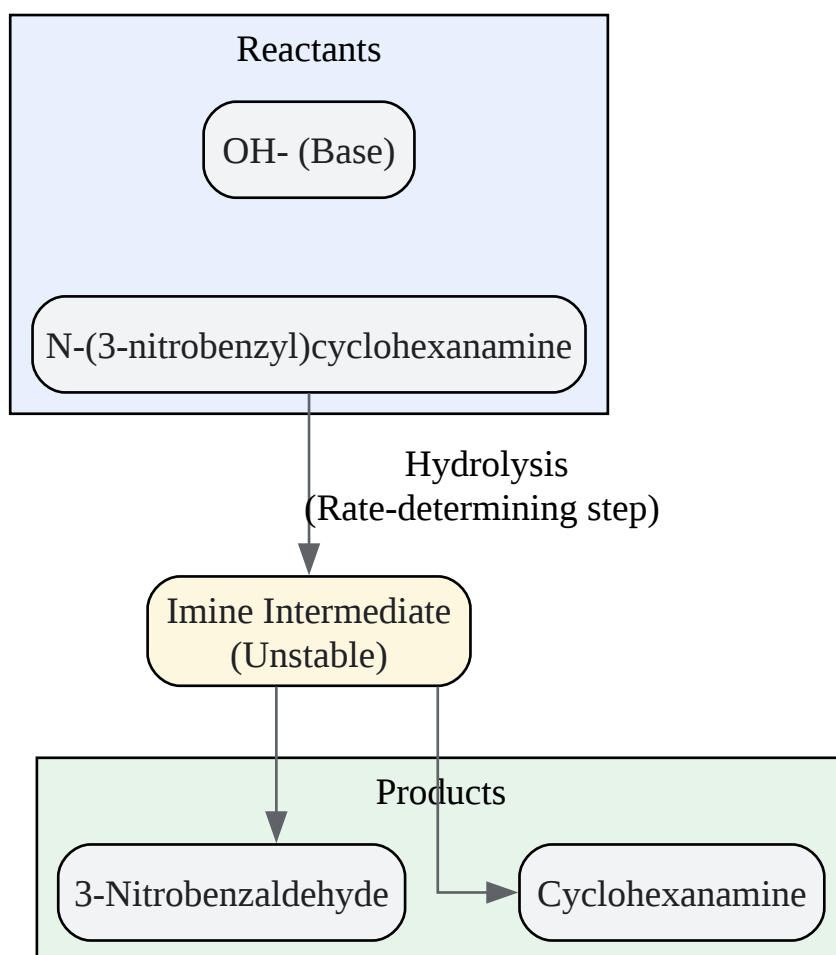 Reactants
OH- (Base)
N-(3-nitrobenzyl)cyclohexanamine
Hydrolysis
(Rate-determining step)
Imine Intermediate
(Unstable)
Products
3-Nitrobenzaldehyde
Cyclohexanamine